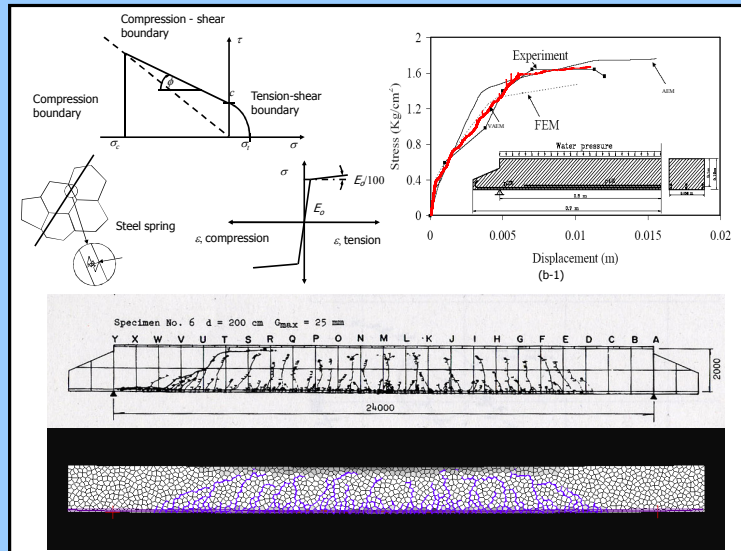 Compression - shear
boundary
τ
ϕ
c
Compression
boundary
Tension-shear
boundary
σc
σt
σ
σ
Ed/100
Eo
Steel spring
ε, compression
ε, tension
Stress (Kg/cm²)
2
1.6
1.2
0.8
0.4
0
Experiment
AEM
VAEM
FEM
Water pressure
0
0.005
0.01
0.015
0.02
Displacement (m)
(b-1)
Specimen No. 6 d = 200 cm Gmax = 25 mm
Y X W V U T S R Q P O N M L K J I H G F E D C B A
2000
24000